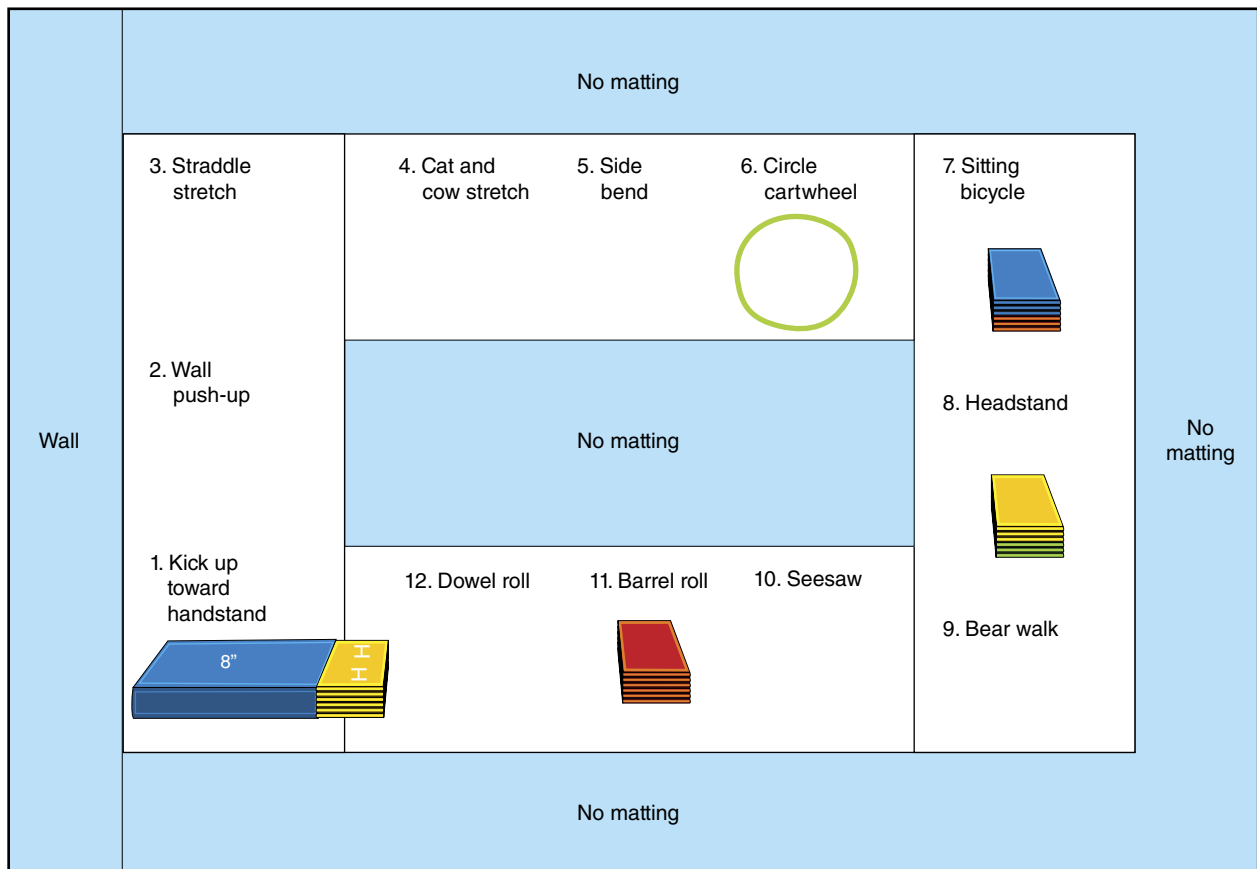 No matting
3. Straddle
stretch
4. Cat and
cow stretch
5. Side
bend
6. Circle
cartwheel
7. Sitting
bicycle
2. Wall
push-up
8. Headstand
Wall
No matting
No
matting
1. Kick up
toward
handstand
12. Dowel roll
11. Barrel roll
10. Seesaw
9. Bear walk
8"
H
H
No matting